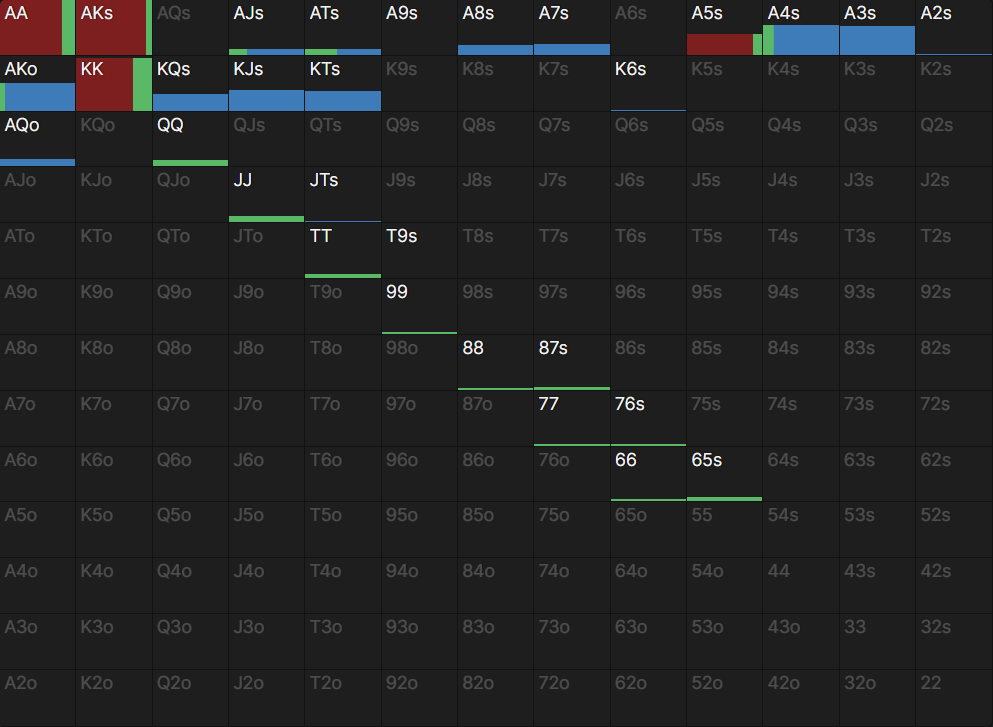 AA AKs AQs AJs ATs A9s A8s A7s A6s A5s A4s A3s A2s
AKo KK KQs KJs KTs K9s K8s K7s K6s K5s K4s K3s K2s
AQo KQo QQ QJs QTs Q9s Q8s Q7s Q6s Q5s Q4s Q3s Q2s
AJo KJo QJo JJ JTs J9s J8s J7s J6s J5s J4s J3s J2s
ATo KTo QTo JTo TT T9s T8s T7s T6s T5s T4s T3s T2s
A9o K9o Q9o J9o T9o 99 98s 97s 96s 95s 94s 93s 92s
A8o K8o Q8o J8o T8o 98o 88 87s 86s 85s 84s 83s 82s
A7o K7o Q7o J7o T7o 97o 87o 77 76s 75s 74s 73s 72s
A6o K6o Q6o J6o T6o 96o 86o 76o 66 65s 64s 63s 62s
A5o K5o Q5o J5o T5o 95o 85o 75o 65o 55 54s 53s 52s
A4o K4o Q4o J4o T4o 94o 84o 74o 64o 54o 44 43s 42s
A3o K3o Q3o J3o T3o 93o 83o 73o 63o 53o 43o 33 32s
A2o K2o Q2o J2o T2o 92o 82o 72o 62o 52o 42o 32o 22